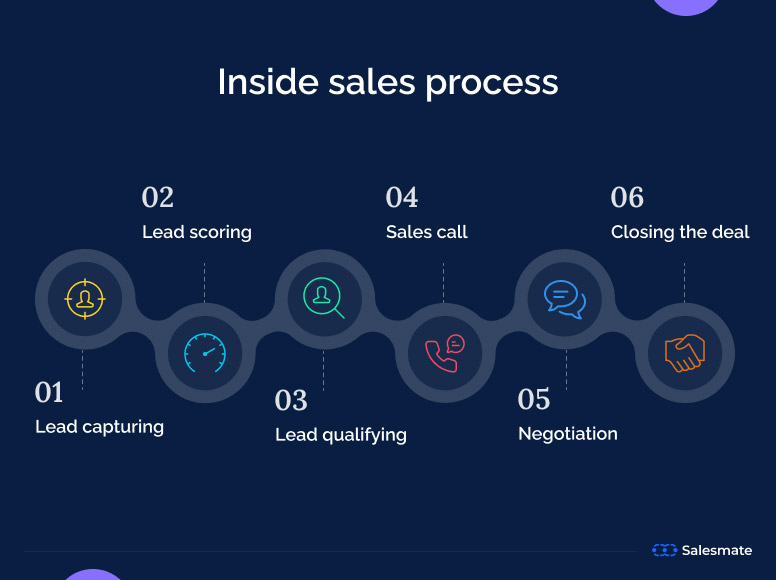 Inside sales process
01
Lead capturing
02
Lead scoring
03
Lead qualifying
04
Sales call
05
Negotiation
06
Closing the deal
Salesmate